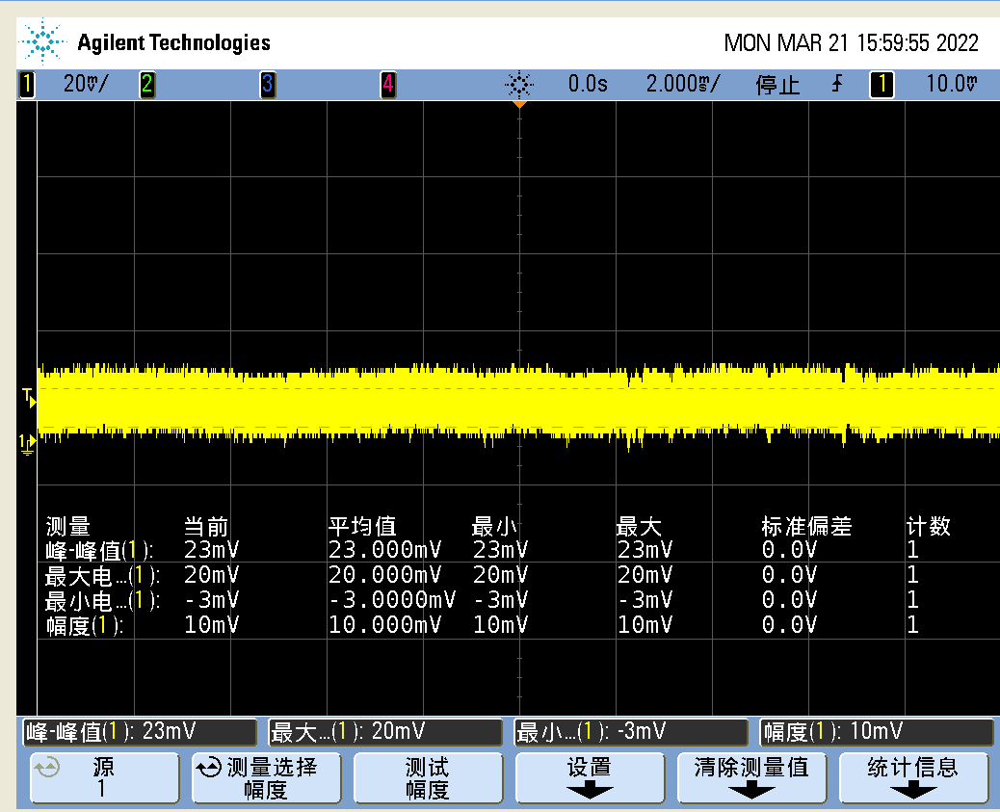 Agilent Technologies
MON MAR 21 15:59:55 2022
1 20mV/ 2 3 4 0.0s 2.000ms/ 停止 1 10.0mV
T
1
测量 当前 平均值 最小 最大 标准偏差 计数
峰-峰值(1): 23mV 23.000mV 23mV 23mV 0.0V 1
最大电…(1): 20mV 20.000mV 20mV 20mV 0.0V 1
最小电…(1): -3mV -3.0000mV -3mV -3mV 0.0V 1
幅度(1): 10mV 10.000mV 10mV 10mV 0.0V 1
峰-峰值(1): 23mV 最大…(1): 20mV 最小…(1): -3mV 幅度(1): 10mV
源 测量选择 测试 设置 清除测量值 统计信息
1 幅度 幅度